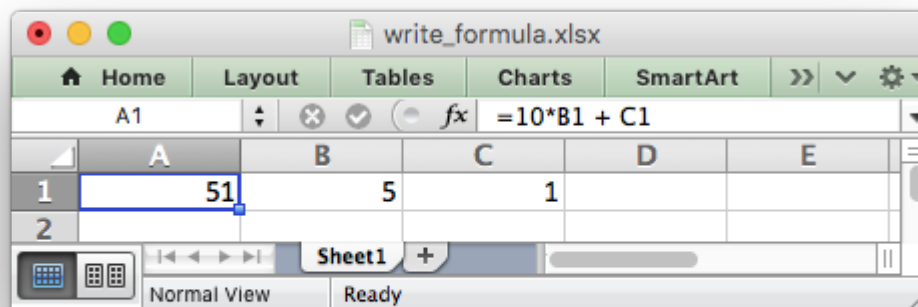 write_formula.xlsx
Home Layout Tables Charts SmartArt
A1 fx =10*B1 + C1
A B C D E
1 51 5 1
2
Sheet1 +
Normal View Ready